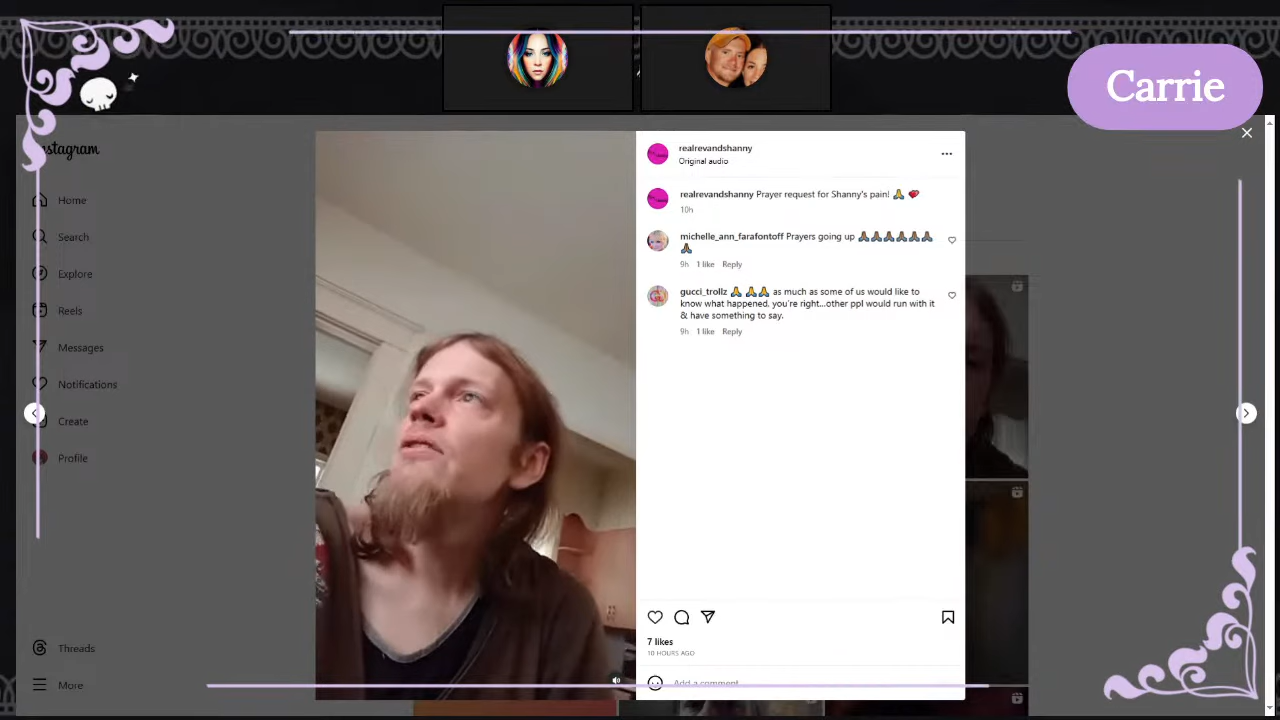 Carrie
Instagram
realrevandshanny
Original audio
Home
Search
Explore
Reels
Messages
Notifications
Create
Profile
Threads
More
realrevandshanny Prayer request for Shanny's pain! 🙏 💝
10h
michelle_ann_farafontoff Prayers going up 🙏🏾🙏🏾🙏🏾🙏🏾🙏🏾🙏🏾
🙏🏾
9h 1 like Reply
gucci_trollz 🙏 🙏🙏 as much as some of us would like to
know what happened, you're right...other ppl would run with it
& have something to say.
9h 1 like Reply
7 likes
10 HOURS AGO
Add a comment...